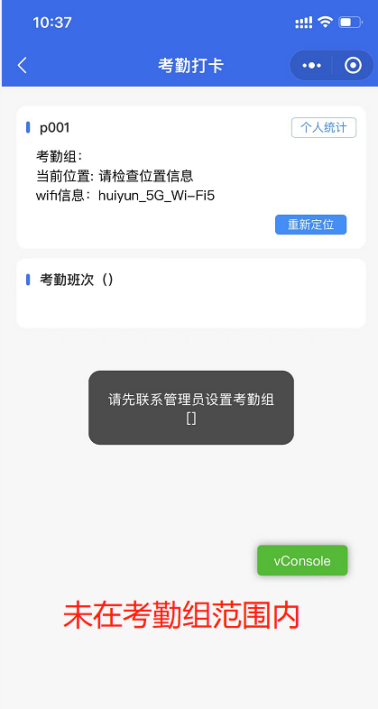 10:37
考勤打卡
p001
个人统计
考勤组：
当前位置: 请检查位置信息
wifi信息：huiyun_5G_Wi-Fi5
重新定位
考勤班次（）
请先联系管理员设置考勤组
[]
vConsole
未在考勤组范围内